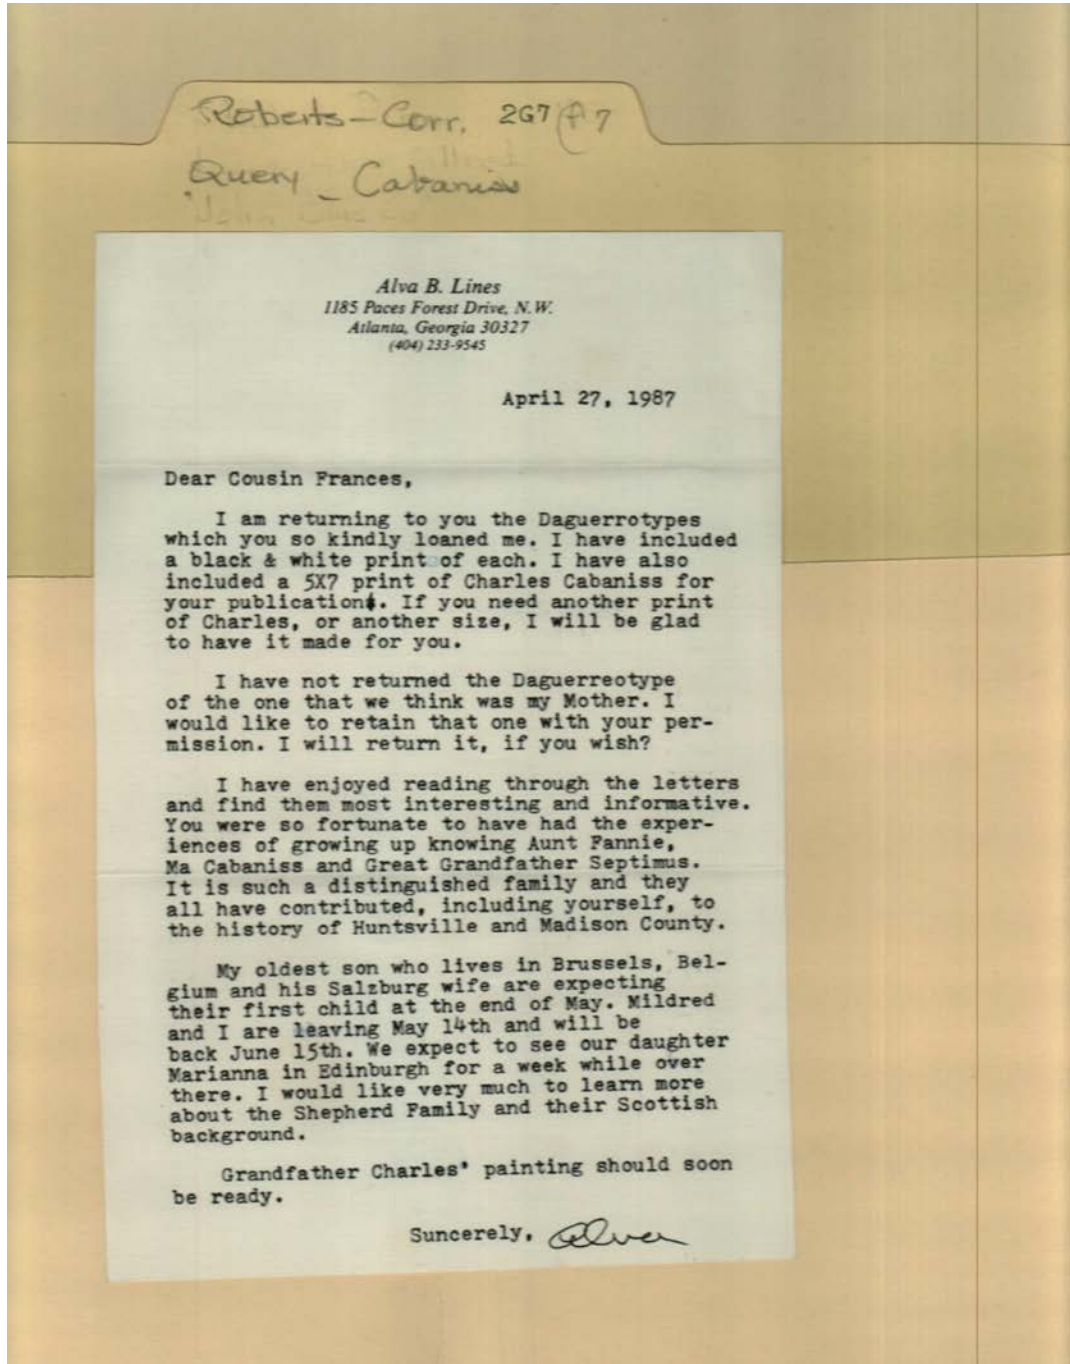 Roberts-Corr. 2G7 7
Query - Cabaniss
Alva B. Lines
1185 Paces Forest Drive, N.W.
Atlanta, Georgia 30327
(404) 233-9545
April 27, 1987
Dear Cousin Frances,
I am returning to you the Daguerrotypes
which you so kindly loaned me. I have included
a black & white print of each. I have also
included a 5X7 print of Charles Cabaniss for
your publication. If you need another print
of Charles, or another size, I will be glad
to have it made for you.
I have not returned the Daguerreotype
of the one that we think was my Mother. I
would like to retain that one with your per-
mission. I will return it, if you wish?
I have enjoyed reading through the letters
and find them most interesting and informative.
You were so fortunate to have had the exper-
iences of growing up knowing Aunt Fannie,
Ma Cabaniss and Great Grandfather Septimus.
It is such a distinguished family and they
all have contributed, including yourself, to
the history of Huntsville and Madison County.
My oldest son who lives in Brussels, Bel-
gium and his Salzburg wife are expecting
their first child at the end of May. Mildred
and I are leaving May 14th and will be
back June 15th. We expect to see our daughter
Marianna in Edinburgh for a week while over
there. I would like very much to learn more
about the Shepherd Family and their Scottish
background.
Grandfather Charles' painting should soon
be ready.
Suncerely, Alva